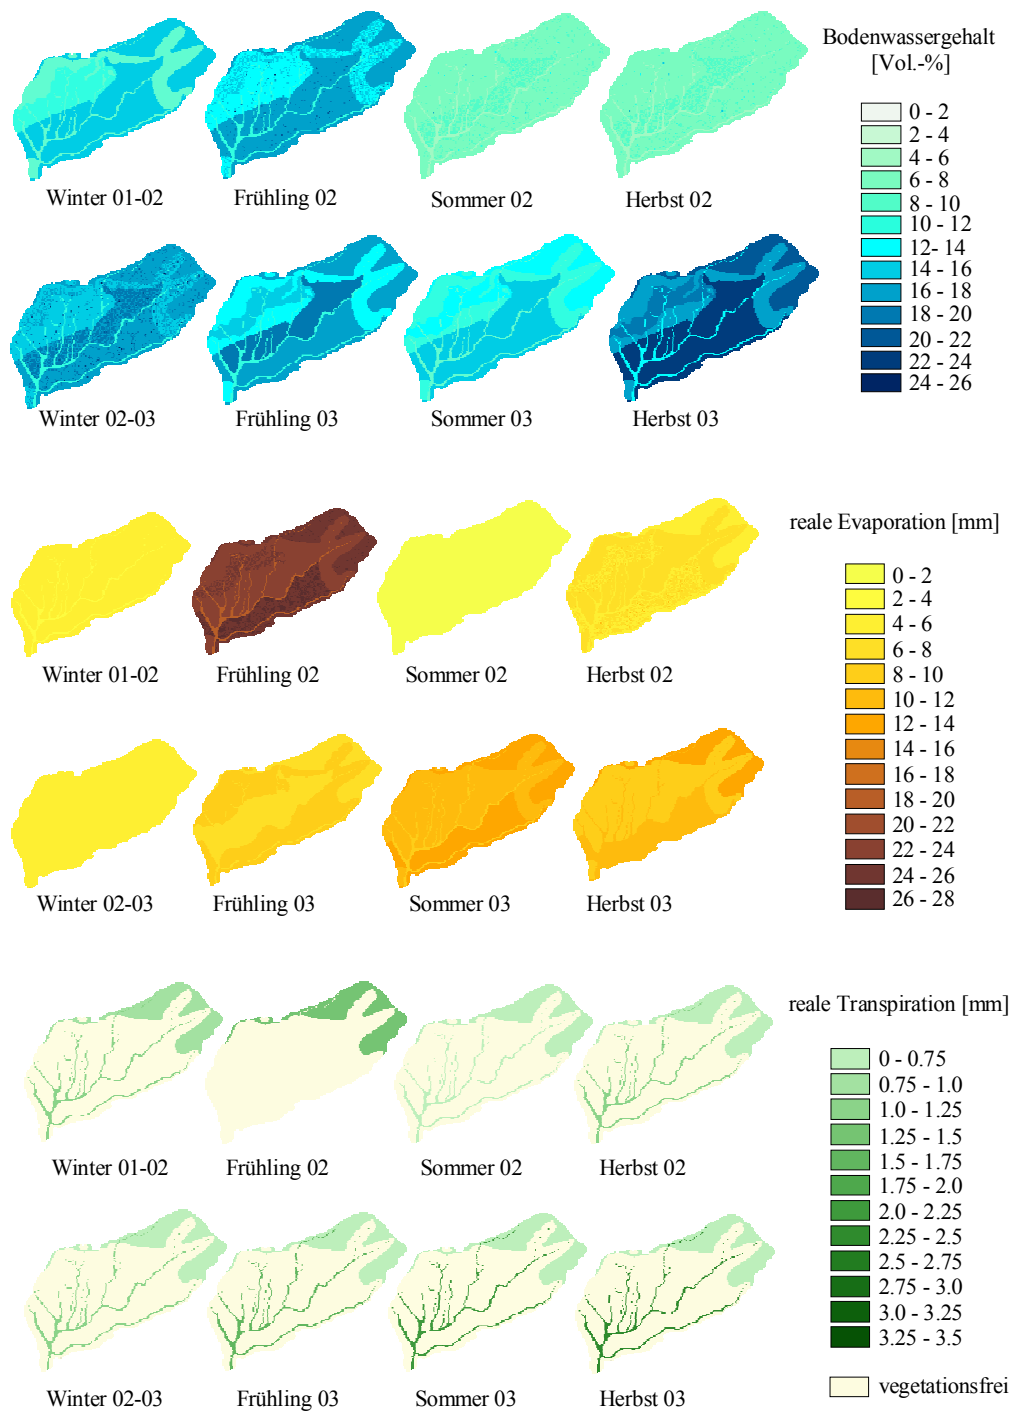 Bodenwassergehalt
[Vol.-%]
0 - 2
2 - 4
4 - 6
6 - 8
8 - 10
10 - 12
12- 14
14 - 16
16 - 18
18 - 20
20 - 22
22 - 24
24 - 26
Winter 01-02
Frühling 02
Sommer 02
Herbst 02
Winter 02-03
Frühling 03
Sommer 03
Herbst 03
reale Evaporation [mm]
0 - 2
2 - 4
4 - 6
6 - 8
8 - 10
10 - 12
12 - 14
14 - 16
16 - 18
18 - 20
20 - 22
22 - 24
24 - 26
26 - 28
Winter 01-02
Frühling 02
Sommer 02
Herbst 02
Winter 02-03
Frühling 03
Sommer 03
Herbst 03
reale Transpiration [mm]
0 - 0.75
0.75 - 1.0
1.0 - 1.25
1.25 - 1.5
1.5 - 1.75
1.75 - 2.0
2.0 - 2.25
2.25 - 2.5
2.5 - 2.75
2.75 - 3.0
3.0 - 3.25
3.25 - 3.5
vegetationsfrei
Winter 01-02
Frühling 02
Sommer 02
Herbst 02
Winter 02-03
Frühling 03
Sommer 03
Herbst 03